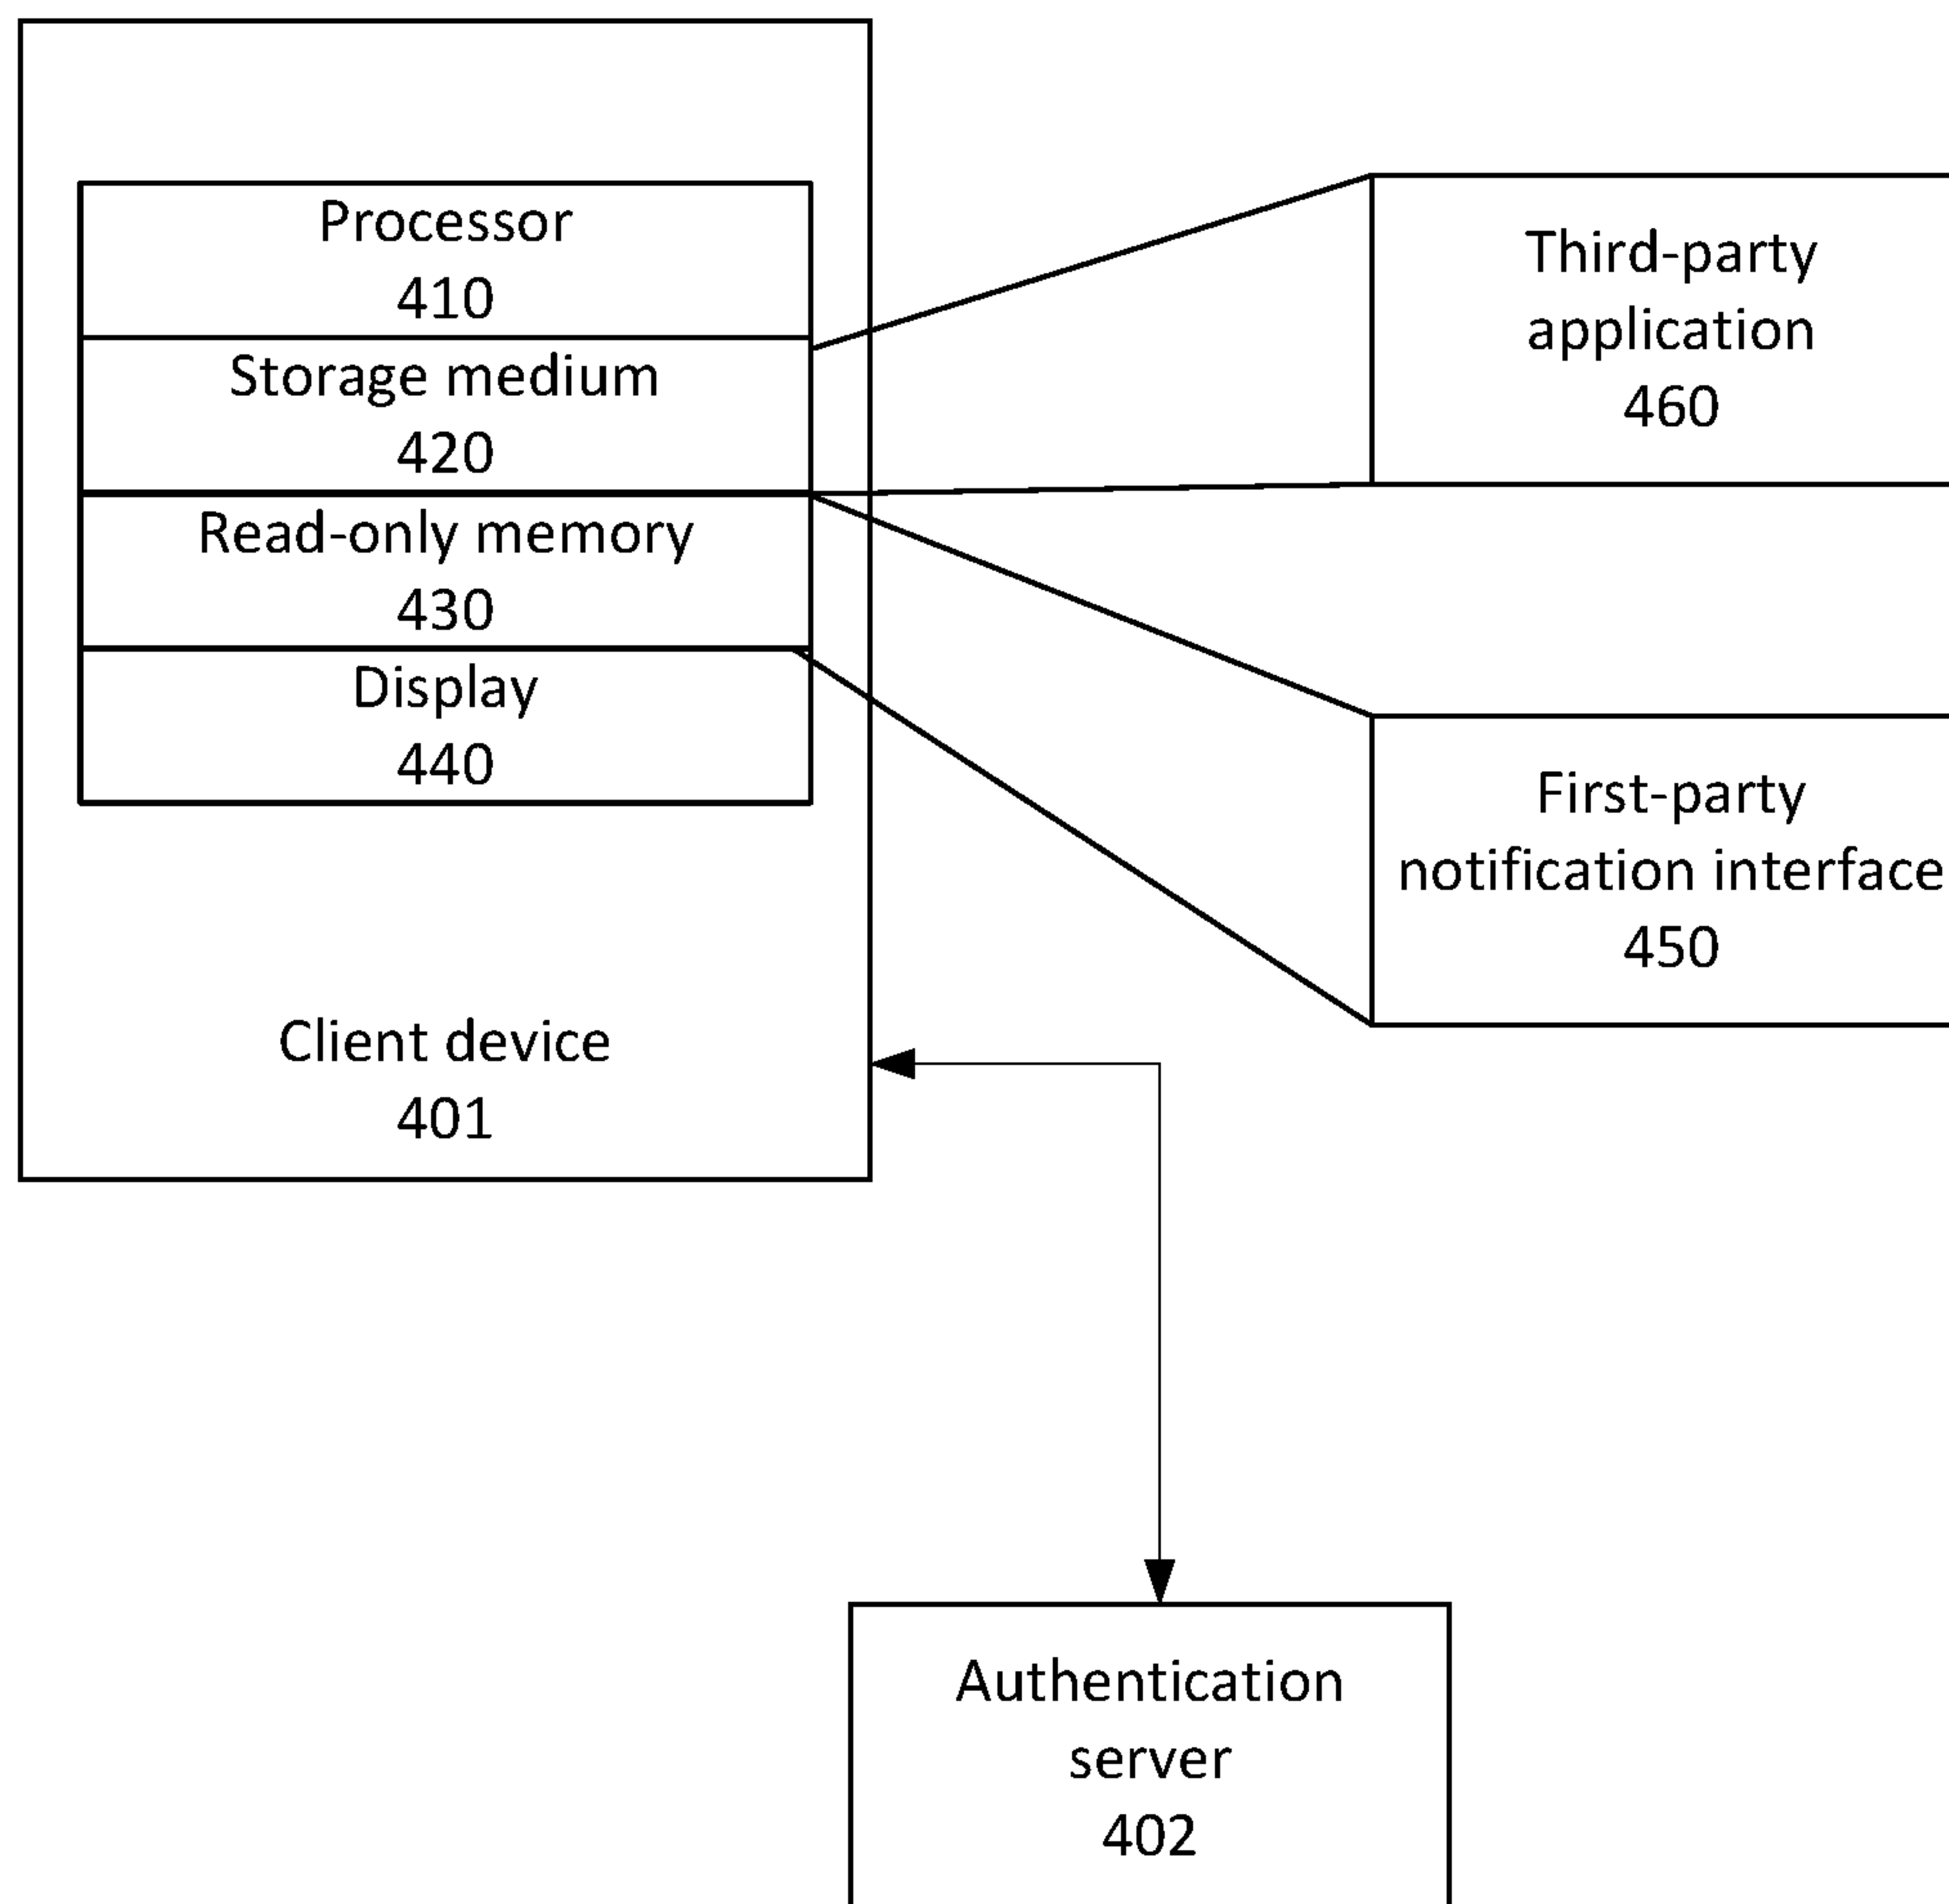 Processor
410
Storage medium
420
Read-only memory
430
Display
440
Client device
401
Third-party
application
460
First-party
notification interface
450
Authentication
server
402